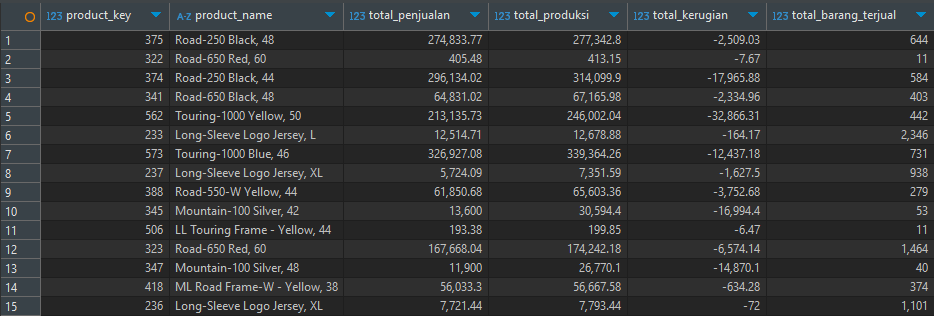 123 product_key A-Z product_name 123 total_penjualan 123 total_produksi 123 total_kerugian 123 total_barang_terjual
1 375 Road-250 Black, 48 274,833.77 277,342.8 -2,509.03 644
2 322 Road-650 Red, 60 405.48 413.15 -7.67 11
3 374 Road-250 Black, 44 296,134.02 314,099.9 -17,965.88 584
4 341 Road-650 Black, 48 64,831.02 67,165.98 -2,334.96 403
5 562 Touring-1000 Yellow, 50 213,135.73 246,002.04 -32,866.31 442
6 233 Long-Sleeve Logo Jersey, L 12,514.71 12,678.88 -164.17 2,346
7 573 Touring-1000 Blue, 46 326,927.08 339,364.26 -12,437.18 731
8 237 Long-Sleeve Logo Jersey, XL 5,724.09 7,351.59 -1,627.5 938
9 388 Road-550-W Yellow, 44 61,850.68 65,603.36 -3,752.68 279
10 345 Mountain-100 Silver, 42 13,600 30,594.4 -16,994.4 53
11 506 LL Touring Frame - Yellow, 44 193.38 199.85 -6.47 11
12 323 Road-650 Red, 60 167,668.04 174,242.18 -6,574.14 1,464
13 347 Mountain-100 Silver, 48 11,900 26,770.1 -14,870.1 40
14 418 ML Road Frame-W - Yellow, 38 56,033.3 56,667.58 -634.28 374
15 236 Long-Sleeve Logo Jersey, XL 7,721.44 7,793.44 -72 1,101